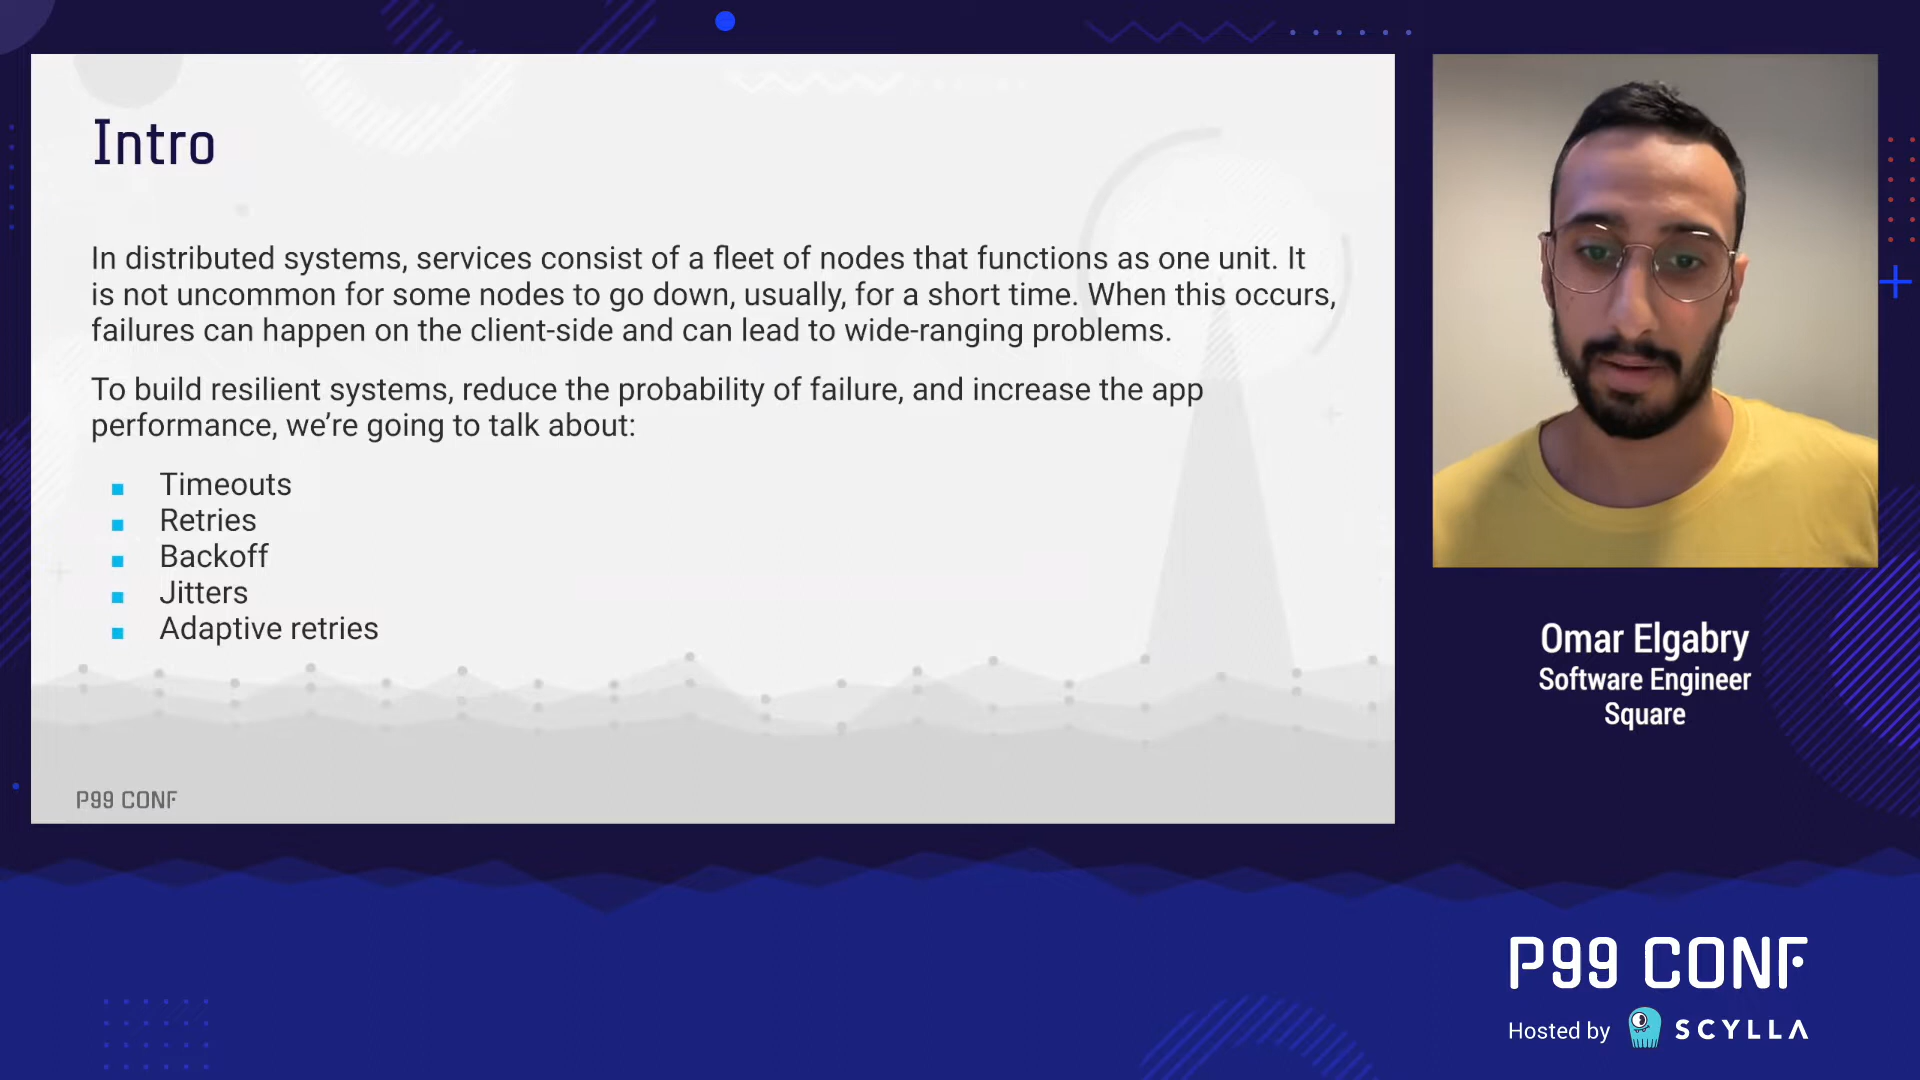 Intro
In distributed systems, services consist of a fleet of nodes that functions as one unit. It
is not uncommon for some nodes to go down, usually, for a short time. When this occurs,
failures can happen on the client-side and can lead to wide-ranging problems.
To build resilient systems, reduce the probability of failure, and increase the app
performance, we’re going to talk about:
Timeouts
Retries
Backoff
Jitters
Adaptive retries
P99 CONF
Omar Elgabry
Software Engineer
Square
P99 CONF
Hosted by SCYLLA